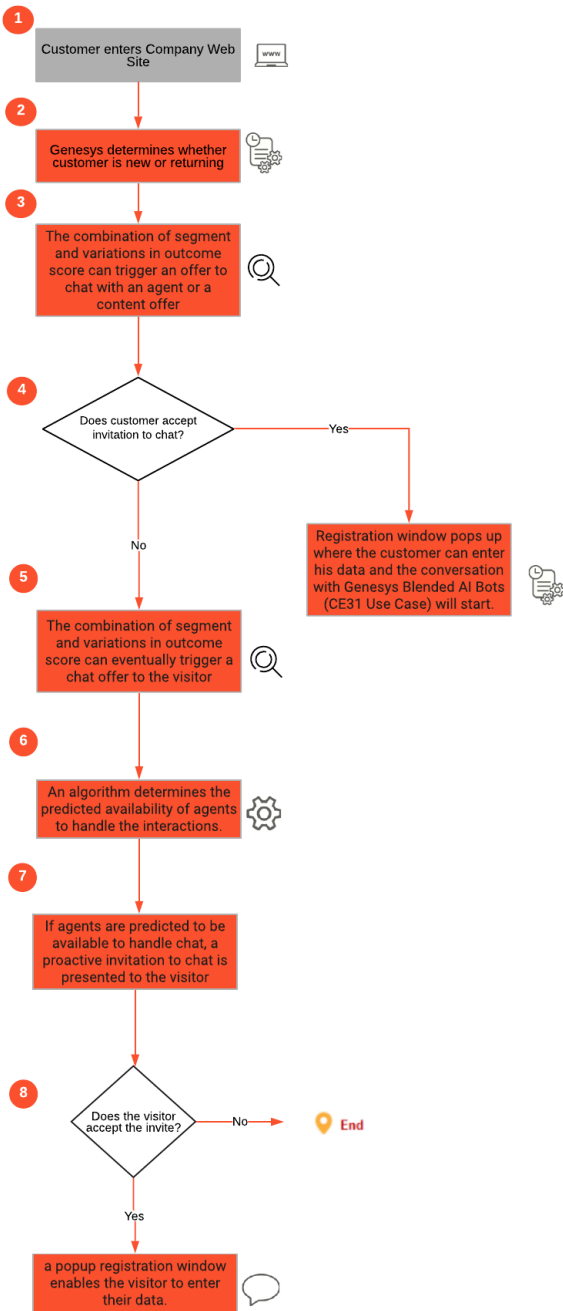 1
Customer enters Company Web
Site
www
2
Genesys determines whether
customer is new or returning
3
The combination of segment
and variations in outcome
score can trigger an offer to
chat with an agent or a
content offer
4
Does customer accept
invitation to chat?
Yes
No
Registration window pops up
where the customer can enter
his data and the conversation
with Genesys Blended AI Bots
(CE31 Use Case) will start.
5
The combination of segment
and variations in outcome
score can eventually trigger a
chat offer to the visitor
6
An algorithm determines the
predicted availability of agents
to handle the interactions.
7
If agents are predicted to be
available to handle chat, a
proactive invitation to chat is
presented to the visitor
8
Does the visitor
accept the invite?
No
End
Yes
a popup registration window
enables the visitor to enter
their data.